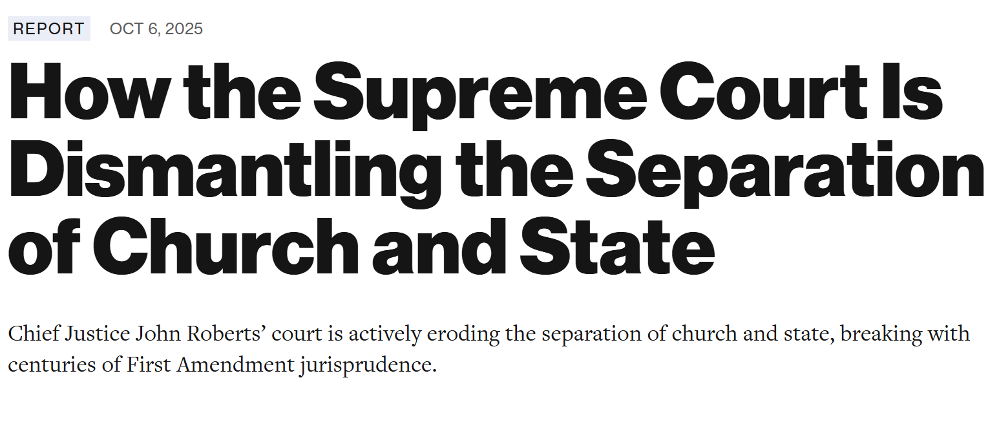 REPORT OCT 6, 2025
How the Supreme Court Is
Dismantling the Separation
of Church and State
Chief Justice John Roberts’ court is actively eroding the separation of church and state, breaking with
centuries of First Amendment jurisprudence.